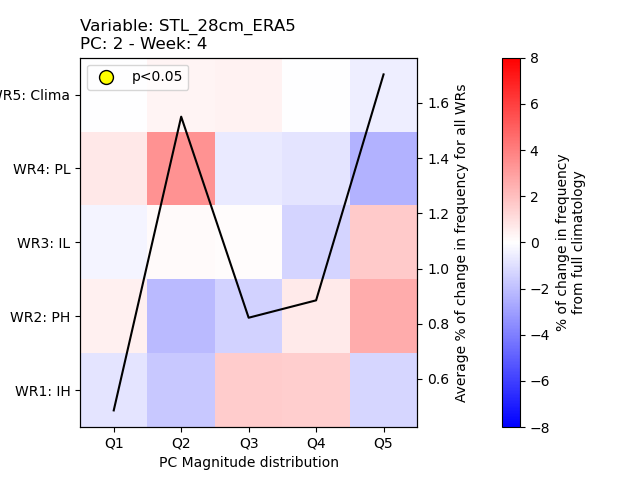 Variable: STL_28cm_ERA5
PC: 2 - Week: 4
p<0.05
R5: Clima
WR4: PL
WR3: IL
WR2: PH
WR1: IH
Q1 Q2 Q3 Q4 Q5
PC Magnitude distribution
1.6
1.4
1.2
1.0
0.8
0.6
Average % of change in frequency for all WRs
8
6
4
2
0
−2
−4
−6
−8
% of change in frequency
from full climatology